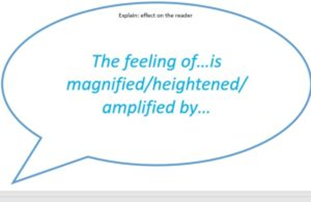 Explain: effect on the reader
The feeling of...is
magnified/heightened/
amplified by...